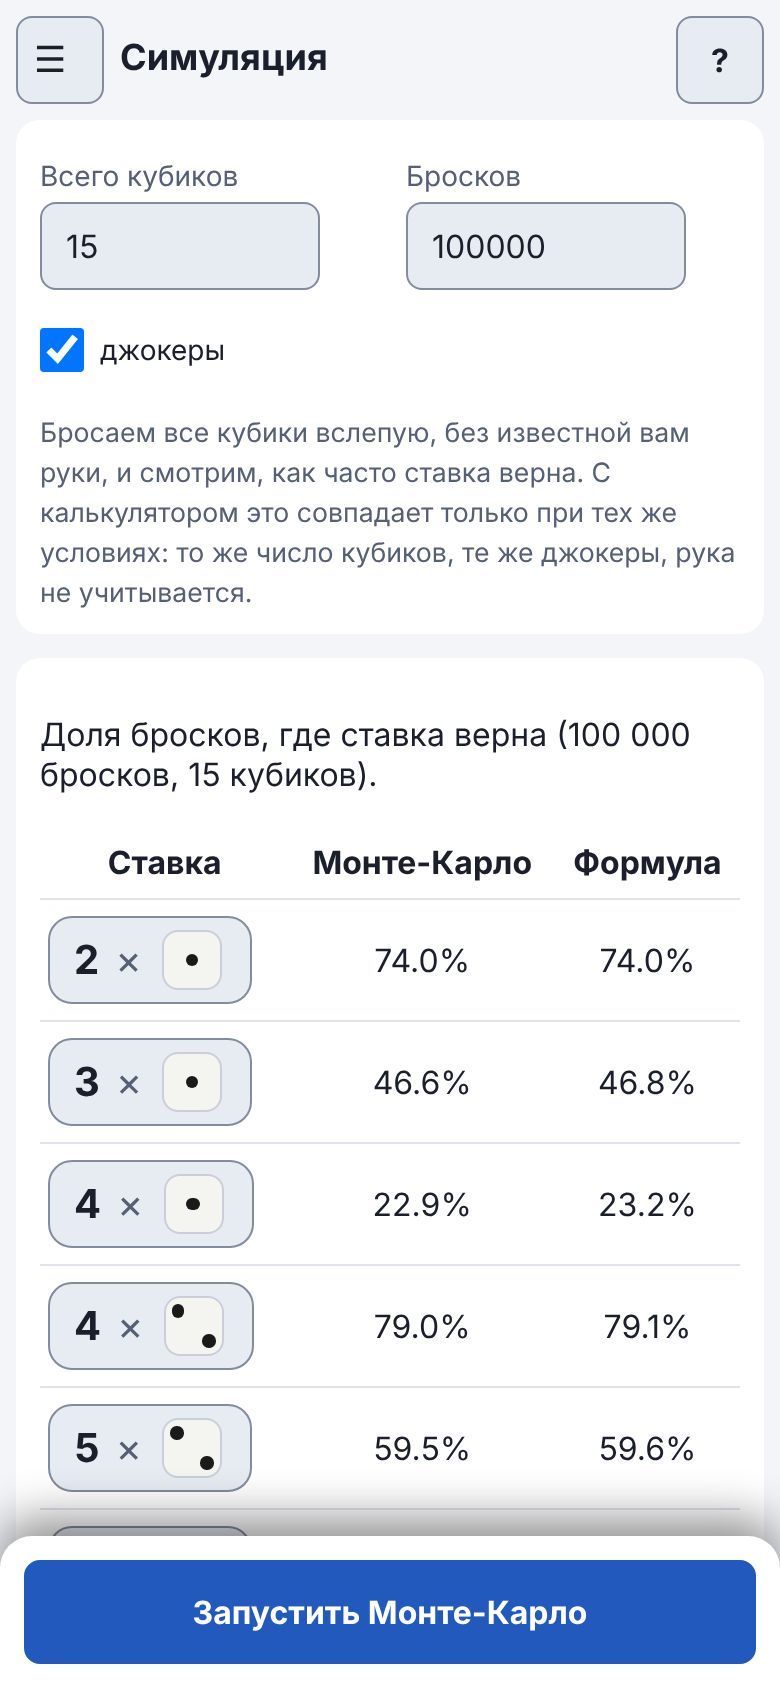 ☰ Симуляция ?
Всего кубиков Бросков
15 100000
джокеры
Бросаем все кубики вслепую, без известной вам
руки, и смотрим, как часто ставка верна. С
калькулятором это совпадает только при тех же
условиях: то же число кубиков, те же джокеры, рука
не учитывается.
Доля бросков, где ставка верна (100 000
бросков, 15 кубиков).
Ставка Монте-Карло Формула
2 × 74.0% 74.0%
3 × 46.6% 46.8%
4 × 22.9% 23.2%
4 × 79.0% 79.1%
5 × 59.5% 59.6%
Запустить Монте-Карло